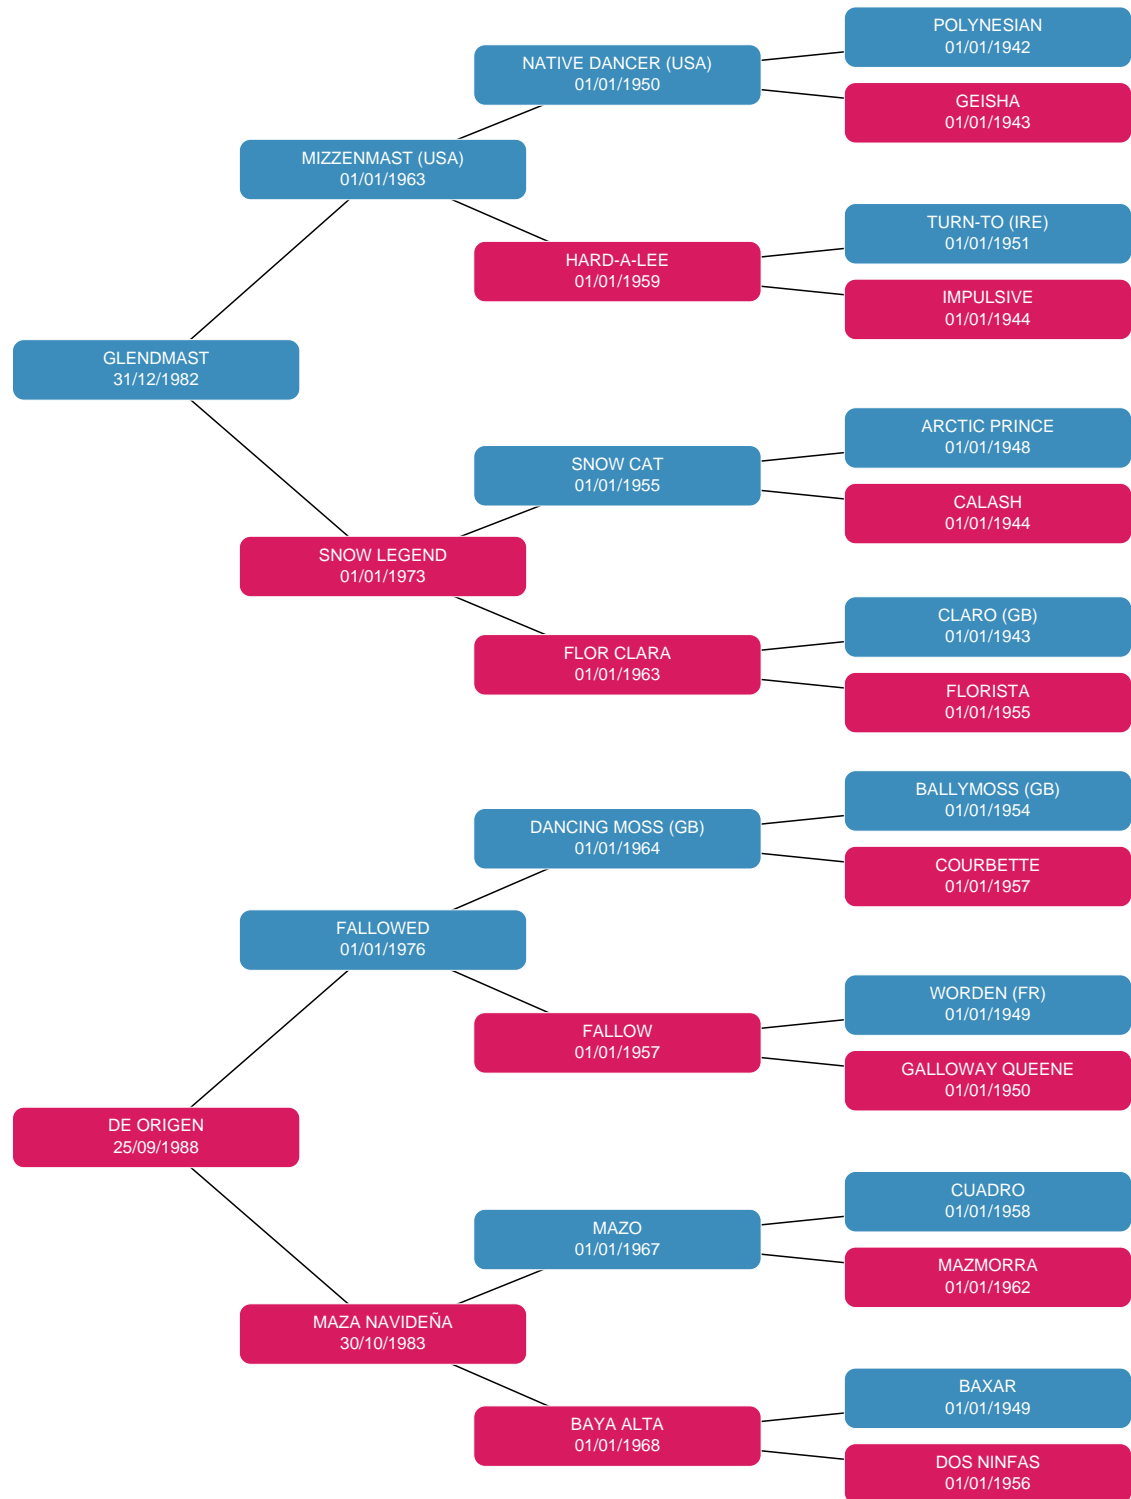 POLYNESIAN
01/01/1942
NATIVE DANCER (USA)
01/01/1950
GEISHA
01/01/1943
MIZZENMAST (USA)
01/01/1963
TURN-TO (IRE)
01/01/1951
HARD-A-LEE
01/01/1959
IMPULSIVE
01/01/1944
GLENDMAST
31/12/1982
ARCTIC PRINCE
01/01/1948
SNOW CAT
01/01/1955
CALASH
01/01/1944
SNOW LEGEND
01/01/1973
CLARO (GB)
01/01/1943
FLOR CLARA
01/01/1963
FLORISTA
01/01/1955
BALLYMOSS (GB)
01/01/1954
DANCING MOSS (GB)
01/01/1964
COURBETTE
01/01/1957
FALLOWED
01/01/1976
WORDEN (FR)
01/01/1949
FALLOW
01/01/1957
GALLOWAY QUEENE
01/01/1950
DE ORIGEN
25/09/1988
CUADRO
01/01/1958
MAZO
01/01/1967
MAZMORRA
01/01/1962
MAZA NAVIDEÑA
30/10/1983
BAXAR
01/01/1949
BAYA ALTA
01/01/1968
DOS NINFAS
01/01/1956